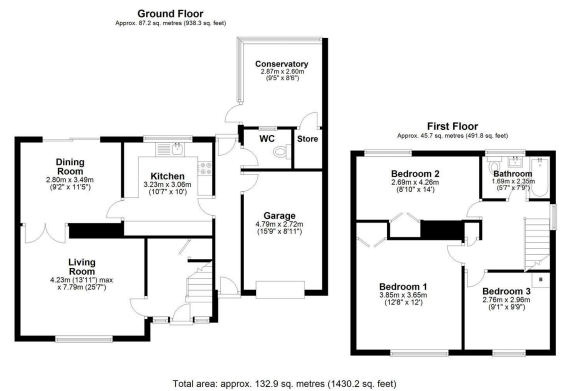 Ground Floor
Approx. 87.2 sq. metres (938.3 sq. feet)
Conservatory
2.87m x 2.60m
(9'5" x 8'6")
First Floor
Approx. 45.7 sq. metres (491.8 sq. feet)
WC
Store
Dining
Room
2.80m x 3.49m
(9'2" x 11'5")
Kitchen
3.23m x 3.06m
(10'7" x 10')
Bedroom 2
2.69m x 4.26m
(8'10" x 14')
Bathroom
1.69m x 2.35m
(5'7" x 7'9")
Garage
4.79m x 2.72m
(15'9" x 8'11")
Living
Room
4.23m (13'11") max
x 7.79m (25'7")
Bedroom 1
3.85m x 3.65m
(12'8" x 12')
Bedroom 3
2.76m x 2.96m
(9'1" x 9'9")
Total area: approx. 132.9 sq. metres (1430.2 sq. feet)